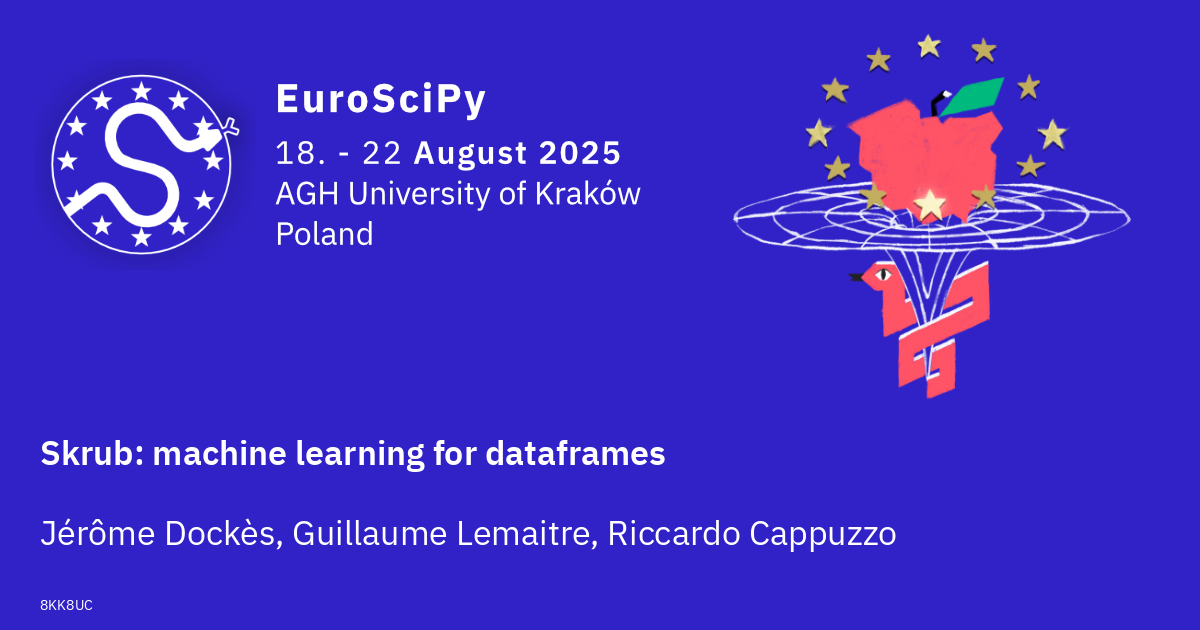 EuroSciPy
18. - 22 August 2025
AGH University of Kraków
Poland
Skrub: machine learning for dataframes
Jérôme Dockès, Guillaume Lemaitre, Riccardo Cappuzzo
8KK8UC